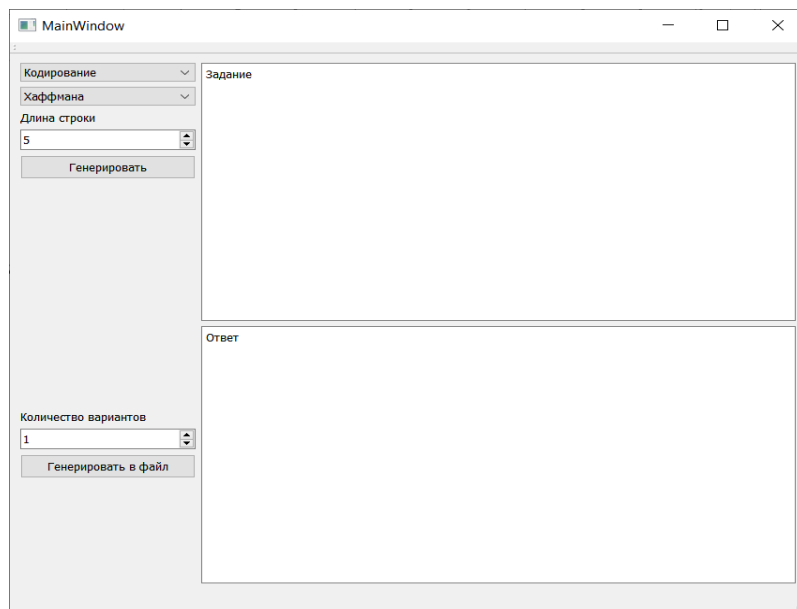 MainWindow
Кодирование
Хаффмана
Длина строки
5
Генерировать
Задание
Ответ
Количество вариантов
1
Генерировать в файл